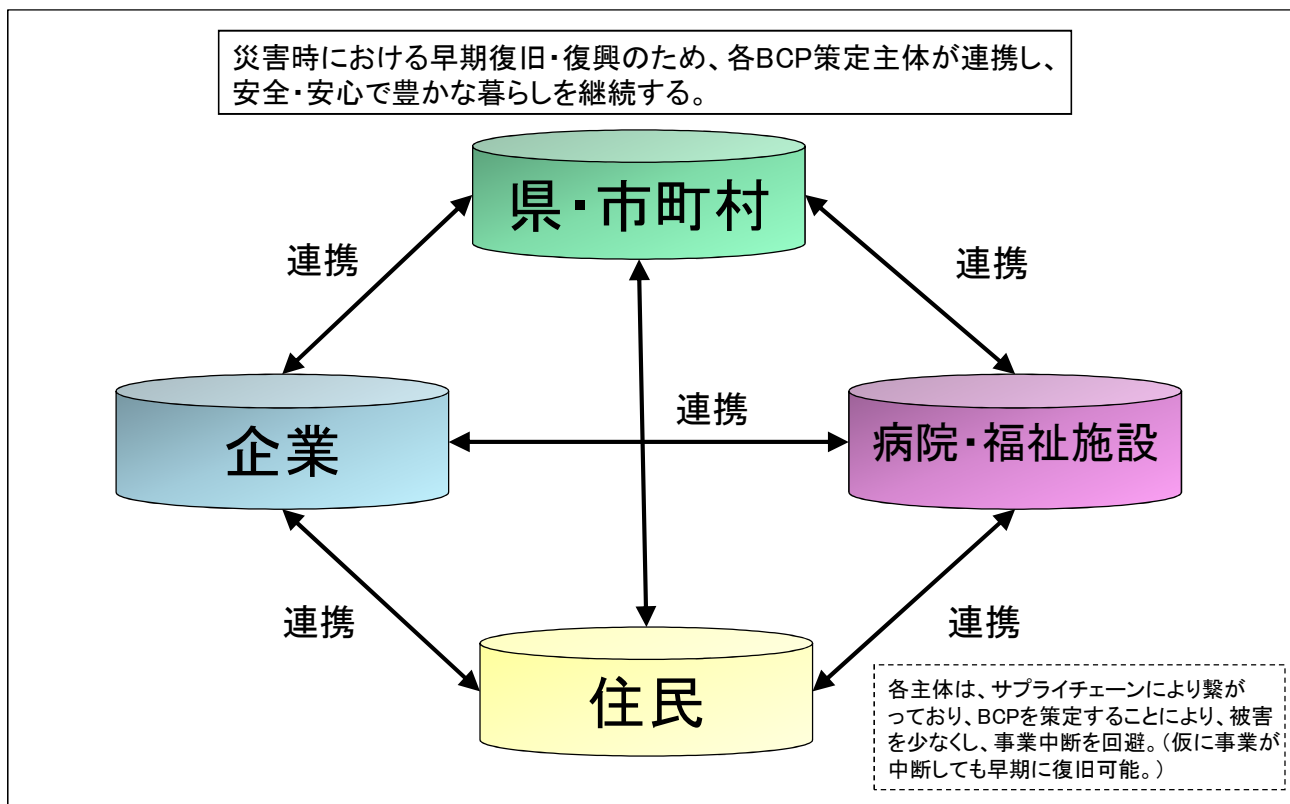 災害時における早期復旧・復興のため、各BCP策定主体が連携し、
安全・安心で豊かな暮らしを継続する。
県・市町村
連携
連携
企業
連携
病院・福祉施設
連携
連携
住民
各主体は、サプライチェーンにより繋が
っており、BCPを策定することにより、被害
を少なくし、事業中断を回避。（仮に事業が
中断しても早期に復旧可能。）